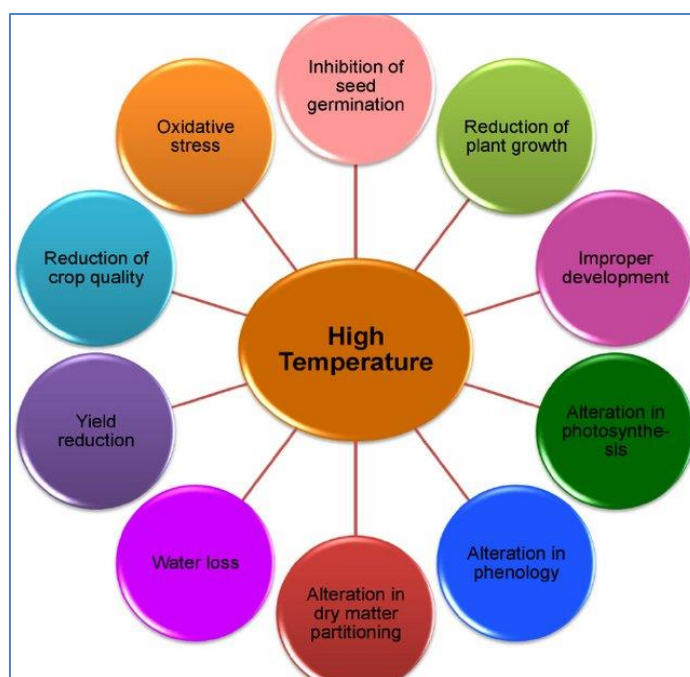 Inhibition of
seed
germination
Reduction of
plant growth
Improper
development
Alteration in
photosynthe-
sis
Alteration in
phenology
Alteration in
dry matter
partitioning
Water loss
Yield
reduction
Reduction of
crop quality
Oxidative
stress
High
Temperature